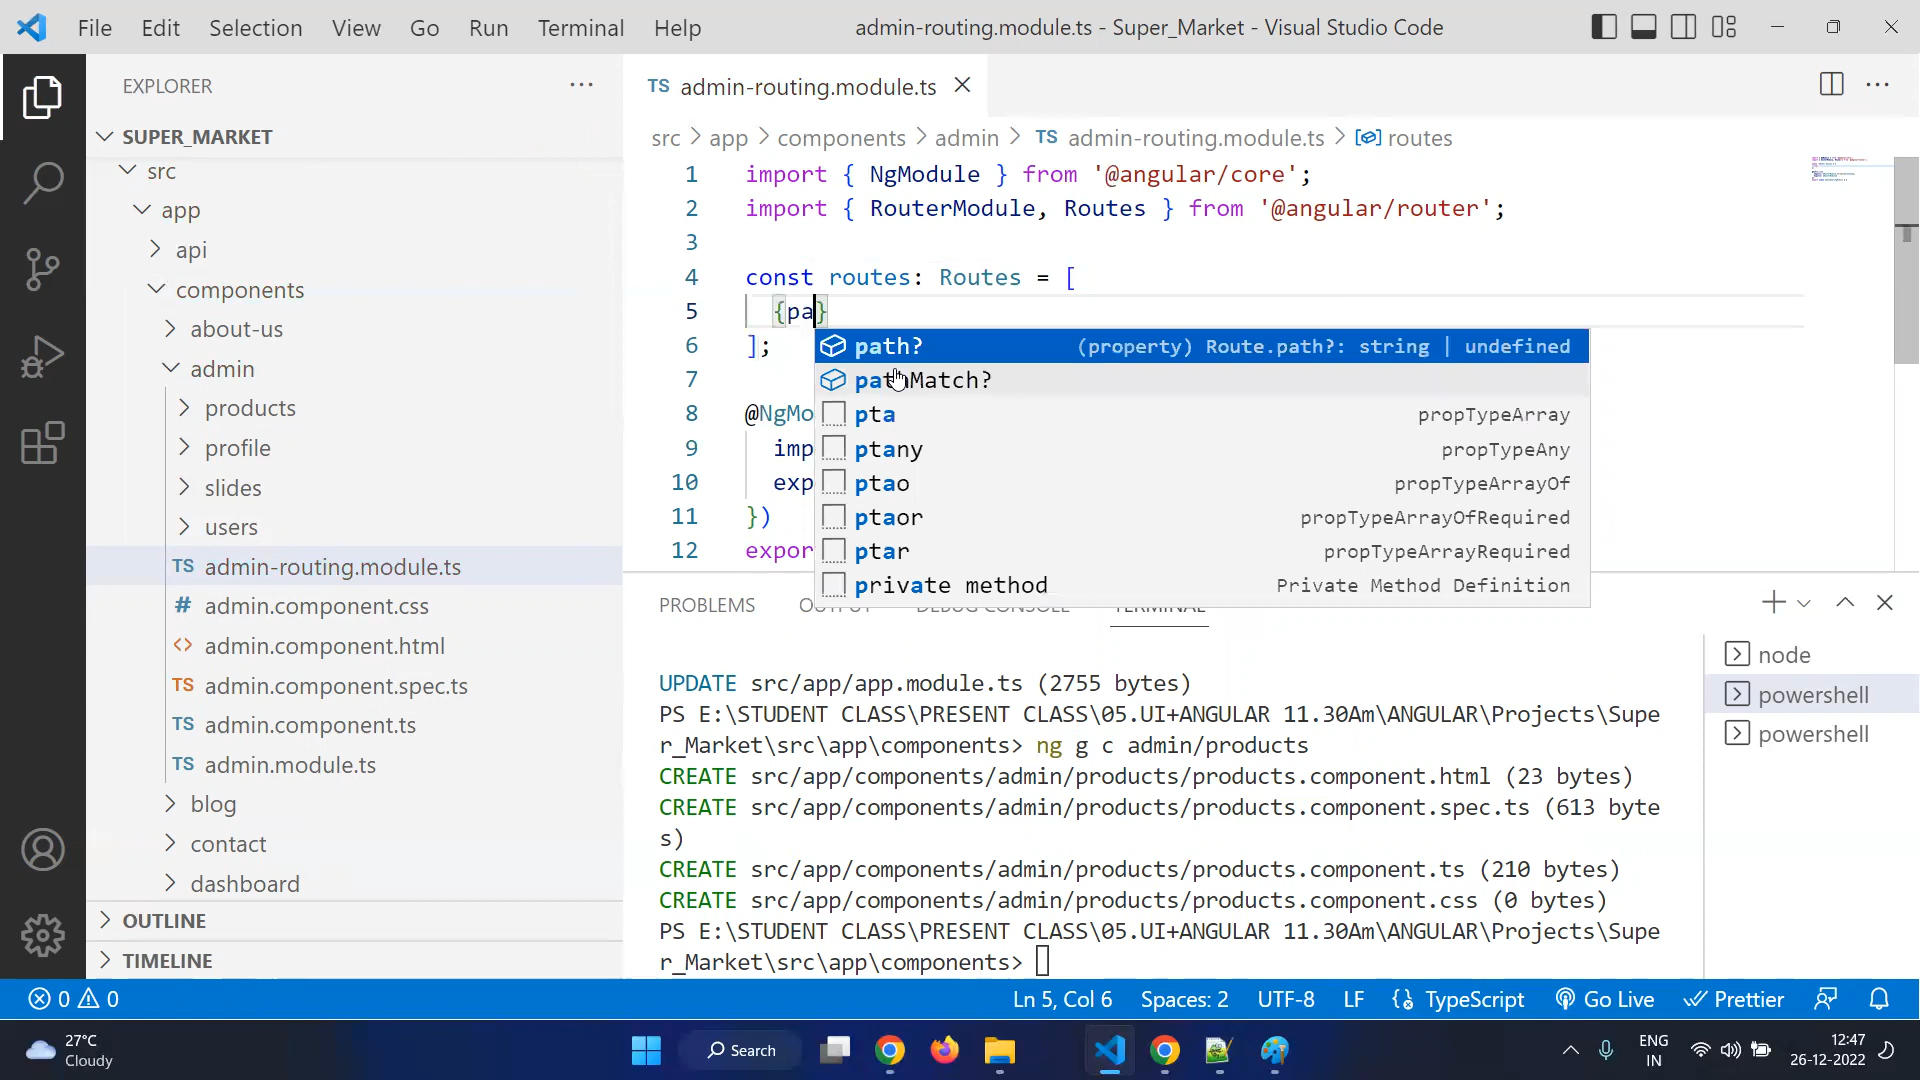 File Edit Selection View Go Run Terminal Help
admin-routing.module.ts - Super_Market - Visual Studio Code
EXPLORER
SUPER_MARKET
src
app
api
components
about-us
admin
products
profile
slides
users
TS admin-routing.module.ts
# admin.component.css
<> admin.component.html
TS admin.component.spec.ts
TS admin.component.ts
TS admin.module.ts
blog
contact
dashboard
OUTLINE
TIMELINE
TS admin-routing.module.ts
src > app > components > admin > TS admin-routing.module.ts > routes
1 import { NgModule } from '@angular/core';
2 import { RouterModule, Routes } from '@angular/router';
3
4 const routes: Routes = [
5 {pa}
6 ];
7
8 @NgMo
9 imp
10 exp
11 })
12 expor
path? (property) Route.path?: string | undefined
pathMatch?
pta propTypeArray
ptany propTypeAny
ptao propTypeArrayOf
ptaor propTypeArrayOfRequired
ptar propTypeArrayRequired
private method Private Method Definition
PROBLEMS OUTPUT DEBUG CONSOLE TERMINAL
UPDATE src/app/app.module.ts (2755 bytes)
PS E:\STUDENT CLASS\PRESENT CLASS\05.UI+ANGULAR 11.30Am\ANGULAR\Projects\Supe
r_Market\src\app\components> ng g c admin/products
CREATE src/app/components/admin/products/products.component.html (23 bytes)
CREATE src/app/components/admin/products/products.component.spec.ts (613 byte
s)
CREATE src/app/components/admin/products/products.component.ts (210 bytes)
CREATE src/app/components/admin/products/products.component.css (0 bytes)
PS E:\STUDENT CLASS\PRESENT CLASS\05.UI+ANGULAR 11.30Am\ANGULAR\Projects\Supe
r_Market\src\app\components>
node
powershell
powershell
0 0 Ln 5, Col 6 Spaces: 2 UTF-8 LF TypeScript Go Live Prettier
27°C
Cloudy
Search
ENG
IN
12:47
26-12-2022